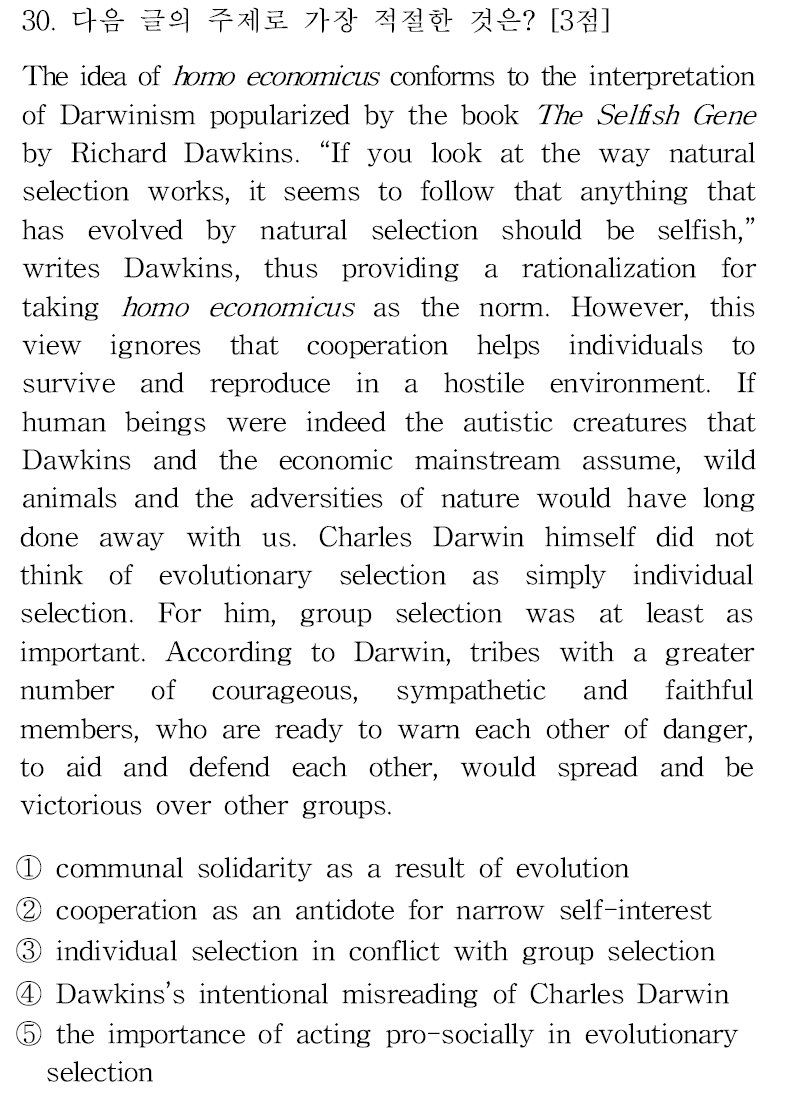 30. 다음 글의 주제로 가장 적절한 것은? [3점]
The idea of homo economicus conforms to the interpretation
of Darwinism popularized by the book The Selfish Gene
by Richard Dawkins. “If you look at the way natural
selection works, it seems to follow that anything that
has evolved by natural selection should be selfish,”
writes Dawkins, thus providing a rationalization for
taking homo economicus as the norm. However, this
view ignores that cooperation helps individuals to
survive and reproduce in a hostile environment. If
human beings were indeed the autistic creatures that
Dawkins and the economic mainstream assume, wild
animals and the adversities of nature would have long
done away with us. Charles Darwin himself did not
think of evolutionary selection as simply individual
selection. For him, group selection was at least as
important. According to Darwin, tribes with a greater
number of courageous, sympathetic and faithful
members, who are ready to warn each other of danger,
to aid and defend each other, would spread and be
victorious over other groups.
① communal solidarity as a result of evolution
② cooperation as an antidote for narrow self-interest
③ individual selection in conflict with group selection
④ Dawkins’s intentional misreading of Charles Darwin
⑤ the importance of acting pro-socially in evolutionary
selection